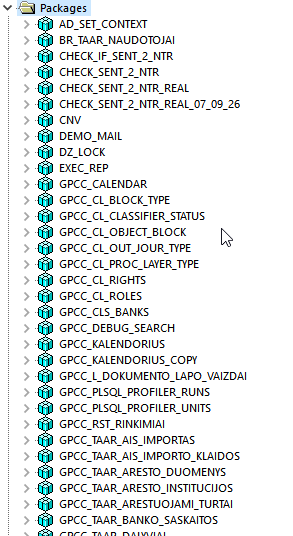 Packages
AD_SET_CONTEXT
BR_TAAR_NAUDOTOJAI
CHECK_IF_SENT_2_NTR
CHECK_SENT_2_NTR
CHECK_SENT_2_NTR_REAL
CHECK_SENT_2_NTR_REAL_07_09_26
CNV
DEMO_MAIL
DZ_LOCK
EXEC_REP
GPCC_CALENDAR
GPCC_CL_BLOCK_TYPE
GPCC_CL_CLASSIFIER_STATUS
GPCC_CL_OBJECT_BLOCK
GPCC_CL_OUT_JOUR_TYPE
GPCC_CL_PROC_LAYER_TYPE
GPCC_CL_RIGHTS
GPCC_CL_ROLES
GPCC_CLS_BANKS
GPCC_DEBUG_SEARCH
GPCC_KALENDORIUS
GPCC_KALENDORIUS_COPY
GPCC_L_DOKUMENTO_LAPO_VAIZDAI
GPCC_PLSQL_PROFILER_RUNS
GPCC_PLSQL_PROFILER_UNITS
GPCC_RST_RINKIMIAI
GPCC_TAAR_AIS_IMPORTAS
GPCC_TAAR_AIS_IMPORTO_KLAIDOS
GPCC_TAAR_ARESTO_DUOMENYS
GPCC_TAAR_ARESTO_INSTITUCIJOS
GPCC_TAAR_ARESTUOJAMI_TURTAI
GPCC_TAAR_BANKO_SASKAITOS
GPCC_TAAR_DAIKTAI